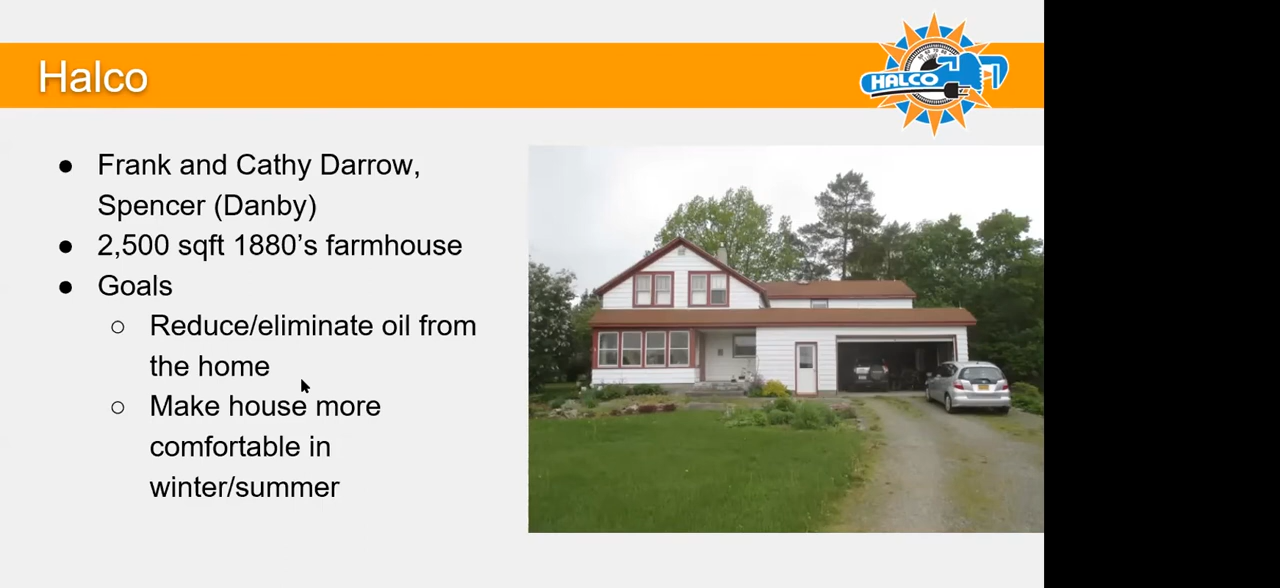 Halco
HALCO
Frank and Cathy Darrow,
Spencer (Danby)
2,500 sqft 1880’s farmhouse
Goals
Reduce/eliminate oil from
the home
Make house more
comfortable in
winter/summer